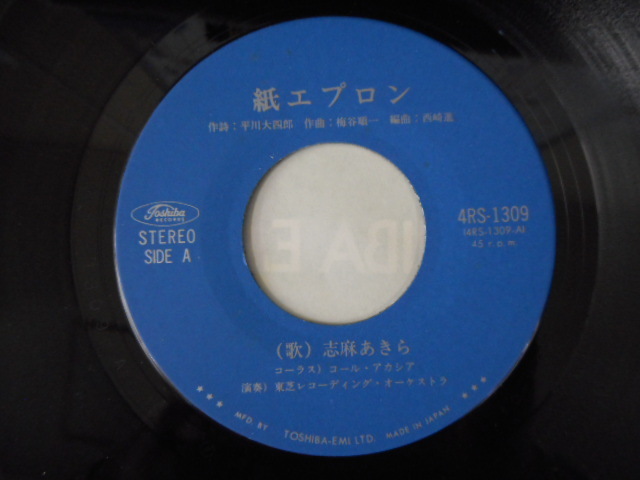 紙エプロン
作詩：平川大四郎 作曲：梅谷順一 編曲：西崎進
Toshiba
RECORDS
STEREO
SIDE A
4RS-1309
(4RS-1309-A)
45 r.p.m.
IBA E
（歌）志麻あきら
コーラス）コール・アカシア
演奏）東芝レコーディング・オーケストラ
★★★ MFD. BY TOSHIBA-EMI LTD. MADE IN JAPAN ★★★